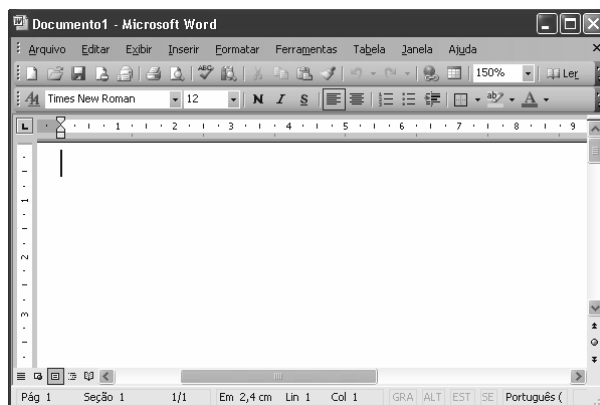 Documento1 - Microsoft Word
Arquivo Editar Exibir Inserir Formatar Ferramentas Tabela Janela Ajuda
ABC 150% Ler
Times New Roman 12 N I S ab A
1 2 3 4 5 6 7 8 9
1
2
3
Pág 1 Seção 1 1/1 Em 2,4 cm Lin 1 Col 1 GRA ALT EST SE Português (